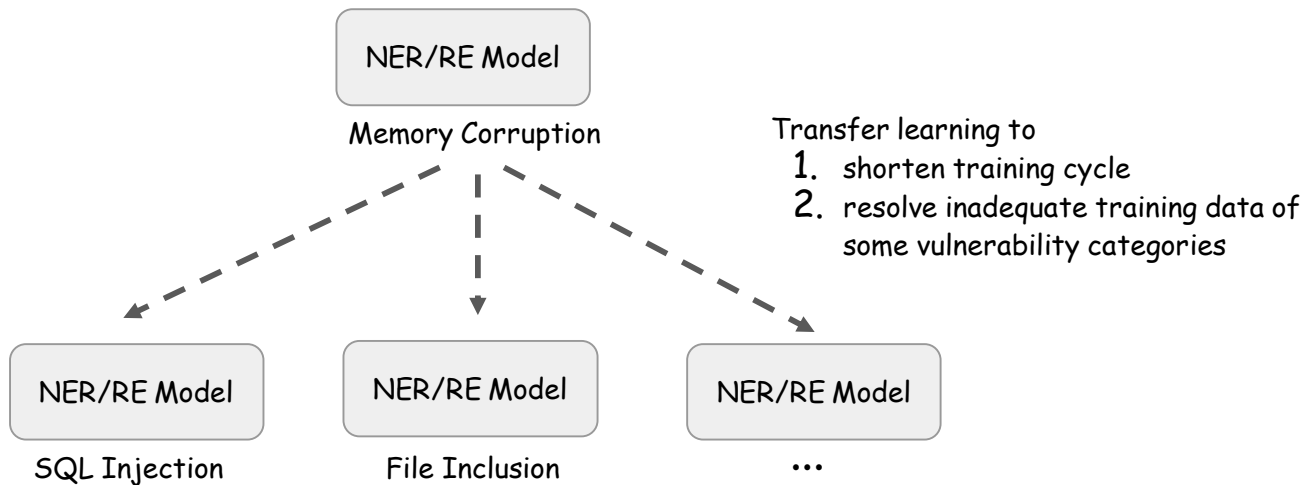 NER/RE Model
Memory Corruption
Transfer learning to
1. shorten training cycle
2. resolve inadequate training data of
some vulnerability categories
NER/RE Model
NER/RE Model
NER/RE Model
SQL Injection
File Inclusion
...